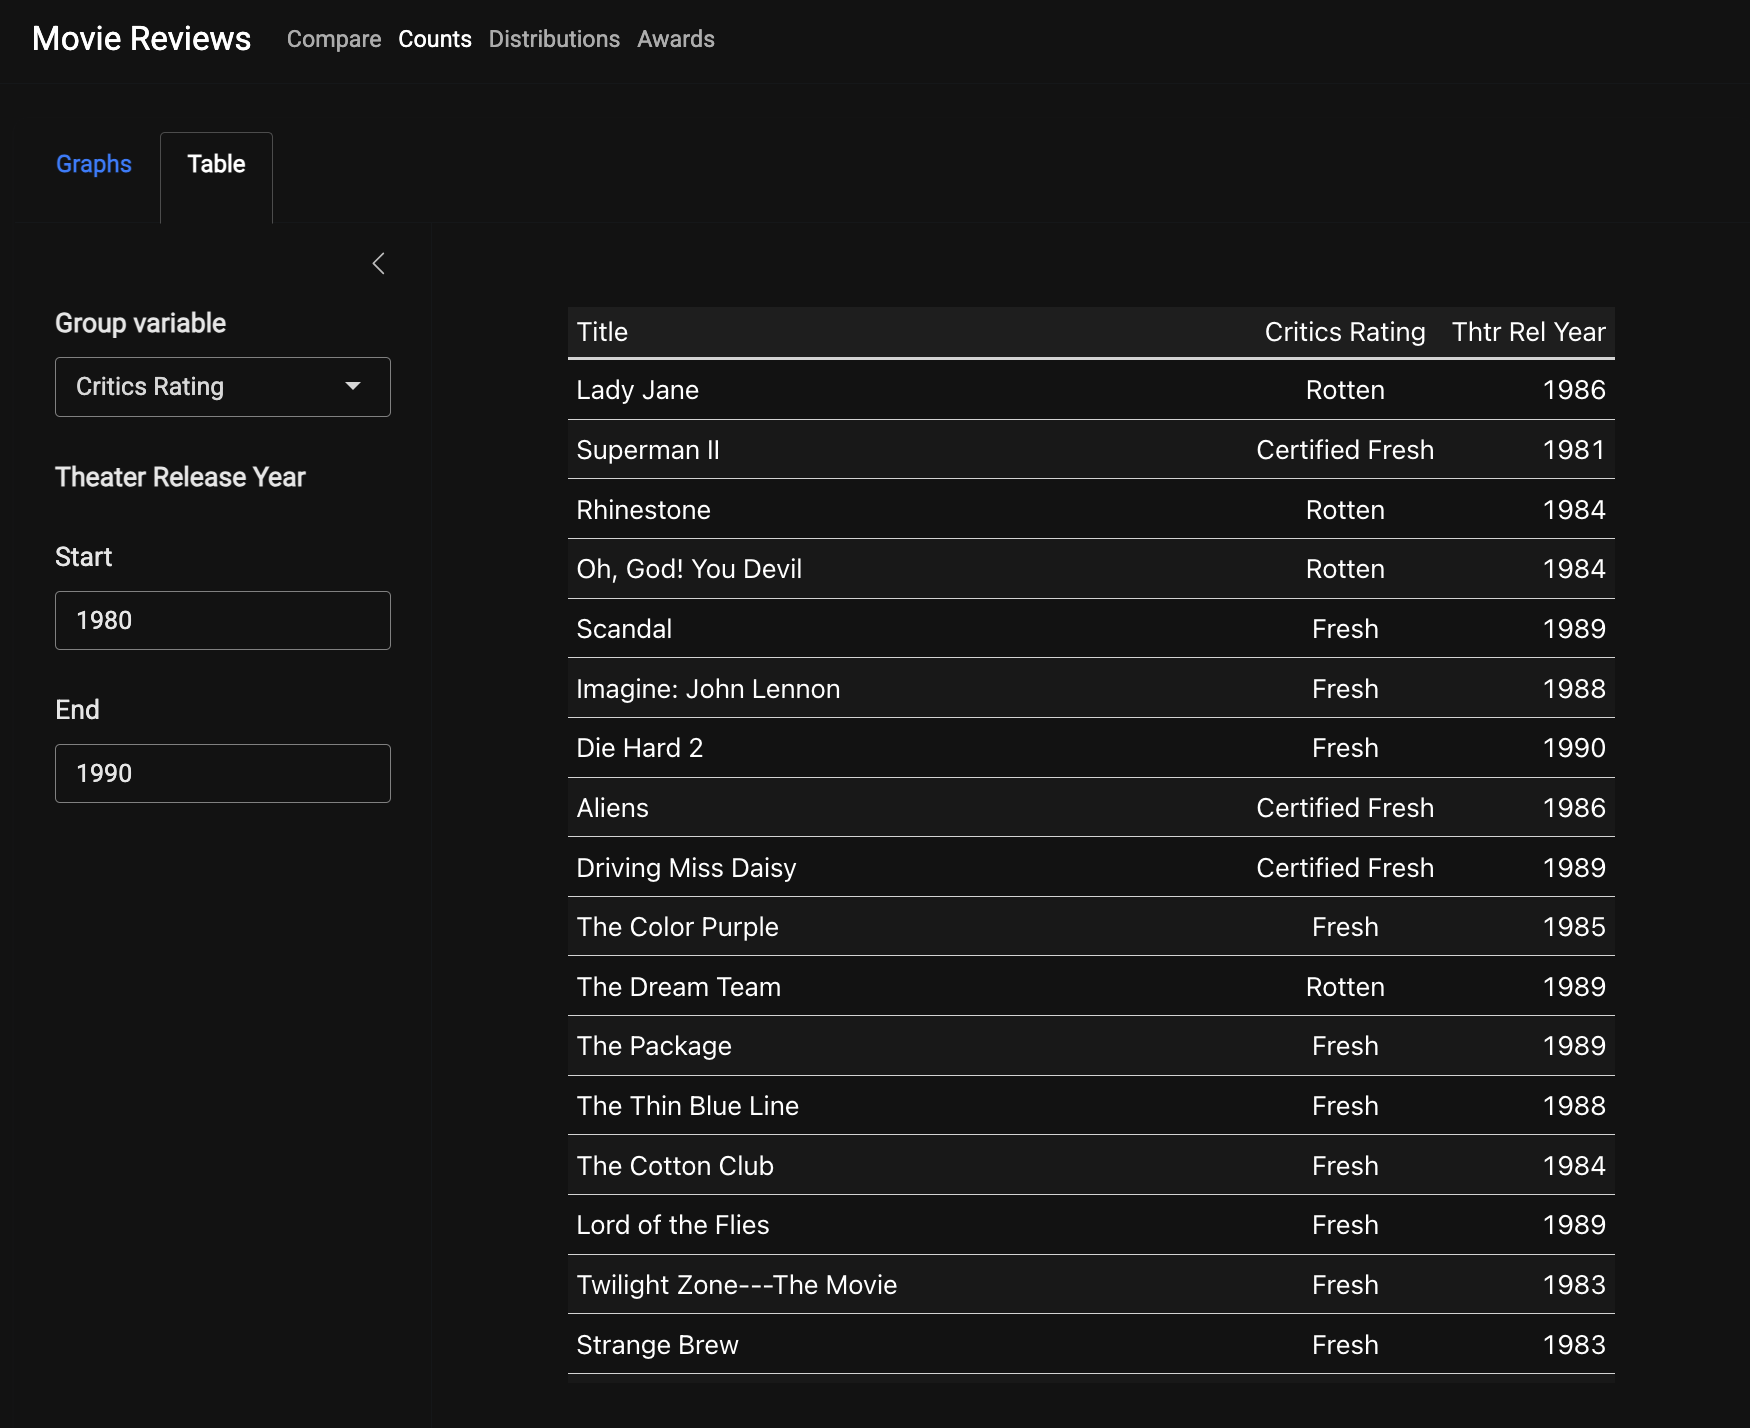 Movie Reviews Compare Counts Distributions Awards
Graphs Table
Group variable
Critics Rating
Theater Release Year
Start
1980
End
1990
Title Critics Rating Thtr Rel Year
Lady Jane Rotten 1986
Superman II Certified Fresh 1981
Rhinestone Rotten 1984
Oh, God! You Devil Rotten 1984
Scandal Fresh 1989
Imagine: John Lennon Fresh 1988
Die Hard 2 Fresh 1990
Aliens Certified Fresh 1986
Driving Miss Daisy Certified Fresh 1989
The Color Purple Fresh 1985
The Dream Team Rotten 1989
The Package Fresh 1989
The Thin Blue Line Fresh 1988
The Cotton Club Fresh 1984
Lord of the Flies Fresh 1989
Twilight Zone---The Movie Fresh 1983
Strange Brew Fresh 1983